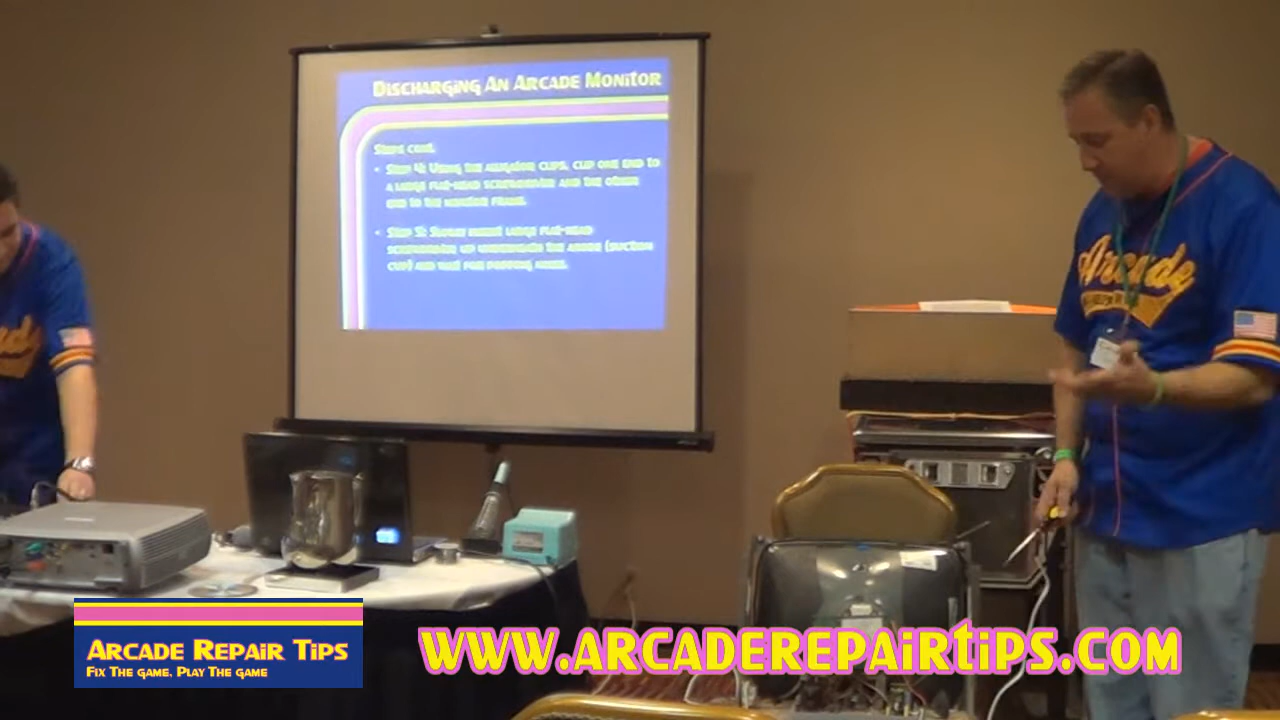 Discharging An Arcade Monitor
Steps cont.
• Step 4: Using the alligator clips, clip one end to
a large flat-head screwdriver and the other
end to the monitor frame.
• Step 5: Slowly insert large flat-head
screwdriver up underneath the anode (suction
cup) and wait for popping noise.
Arcade
Arcade Repair Tips
Fix The game, Play The game
www.arcaderepairtips.com